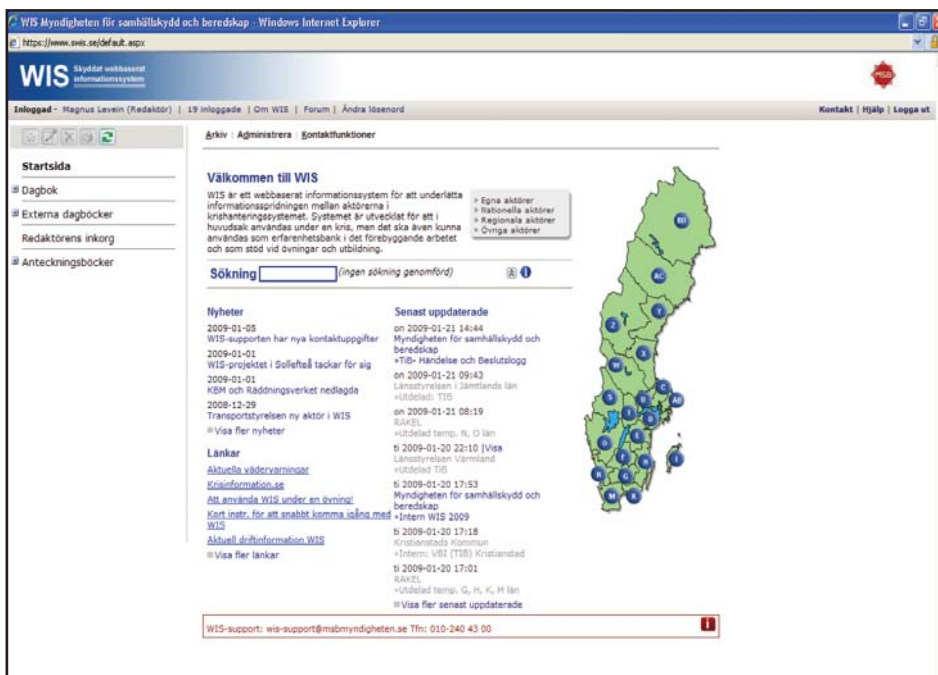 WIS Myndigheten för samhällskydd och beredskap - Windows Internet Explorer
https://www.swis.se/default.aspx
WIS Skyddat webbaserat
informationssystem
MSB
Inloggad - Magnus Levein (Redaktör) | 19 inloggade | Om WIS | Forum | Ändra lösenord
Kontakt | Hjälp | Logga ut
Arkiv | Administrera | Kontaktfunktioner
Startsida
Dagbok
Externa dagböcker
Redaktörens inkorg
Anteckningsböcker
Välkommen till WIS
WIS är ett webbaserat informationssystem för att underlätta
informationsspridningen mellan aktörerna i
krishanteringssystemet. Systemet är utvecklat för att i
huvudsak användas under en kris, men det ska även kunna
användas som erfarenhetsbank i det förebyggande arbetet
och som stöd vid övningar och utbildning.
» Egna aktörer
» Nationella aktörer
» Regionala aktörer
» Övriga aktörer
Sökning (ingen sökning genomförd)
Nyheter
2009-01-05
WIS-supporten har nya kontaktuppgifter
2009-01-01
WIS-projektet i Sollefteå tackar för sig
2009-01-01
KBM och Räddningsverket nedlagda
2008-12-29
Transportstyrelsen ny aktör i WIS
Visa fler nyheter
Länkar
Aktuella vädervarningar
Krisinformation.se
Att använda WIS under en övning!
Kort instr. för att snabbt komma igång med
WIS
Aktuell driftinformation WIS
Visa fler länkar
Senast uppdaterade
on 2009-01-21 14:44
Myndigheten för samhällskydd och
beredskap
»TiB- Händelse och Beslutslogg
on 2009-01-21 09:43
Länsstyrelsen i Jämtlands län
»Utdelad: TIB
on 2009-01-21 08:19
RAKEL
»Utdelad temp. N, O län
ti 2009-01-20 22:10 [Visa
Länsstyrelsen Värmland
»Utdelad TiB
ti 2009-01-20 17:53
Myndigheten för samhällskydd och
beredskap
»Intern WIS 2009
ti 2009-01-20 17:18
Kristianstads Kommun
»Intern: VBI (TIB) Kristianstad
ti 2009-01-20 17:01
RAKEL
»Utdelad temp. G, H, K, M län
Visa fler senast uppdaterade
BD
AC
Y
Z
X
W
C
S
U
AB
T
D
O
E
F
H
I
N
G
M
K
WIS-support: wis-support@msbmyndigheten.se Tfn: 010-240 43 00